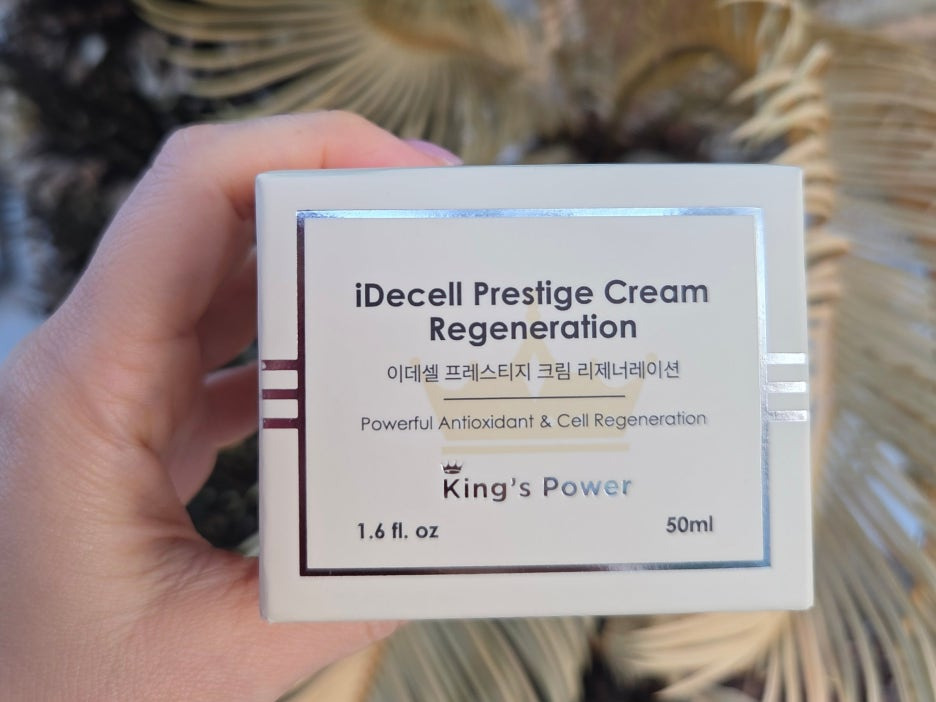 iDecell Prestige Cream
Regeneration
이데셀 프레스티지 크림 리제너레이션
Powerful Antioxidant & Cell Regeneration
King's Power
1.6 fl. oz
50ml